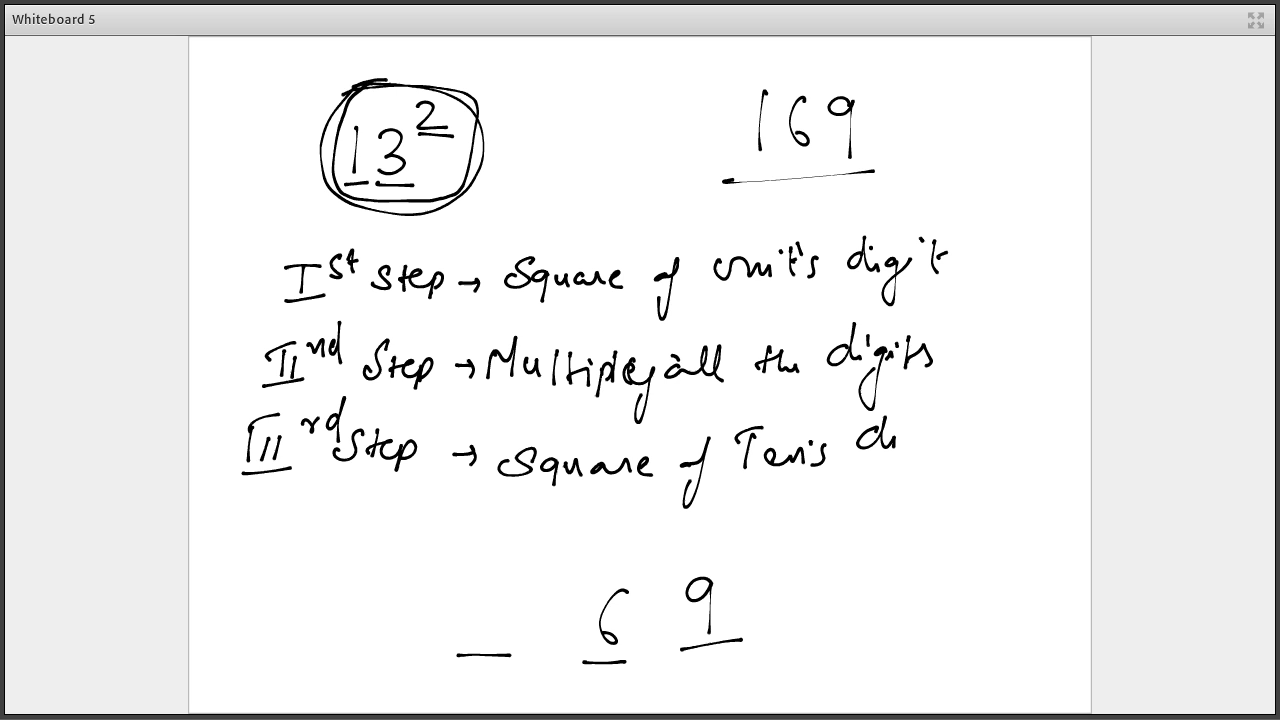 Whiteboard 5
13² 169
Iˢᵗ Step → Square of unit's digit
IIⁿᵈ Step → Multiply all the digits
IIIʳᵈ Step → Square of Ten's di
_ 6 9